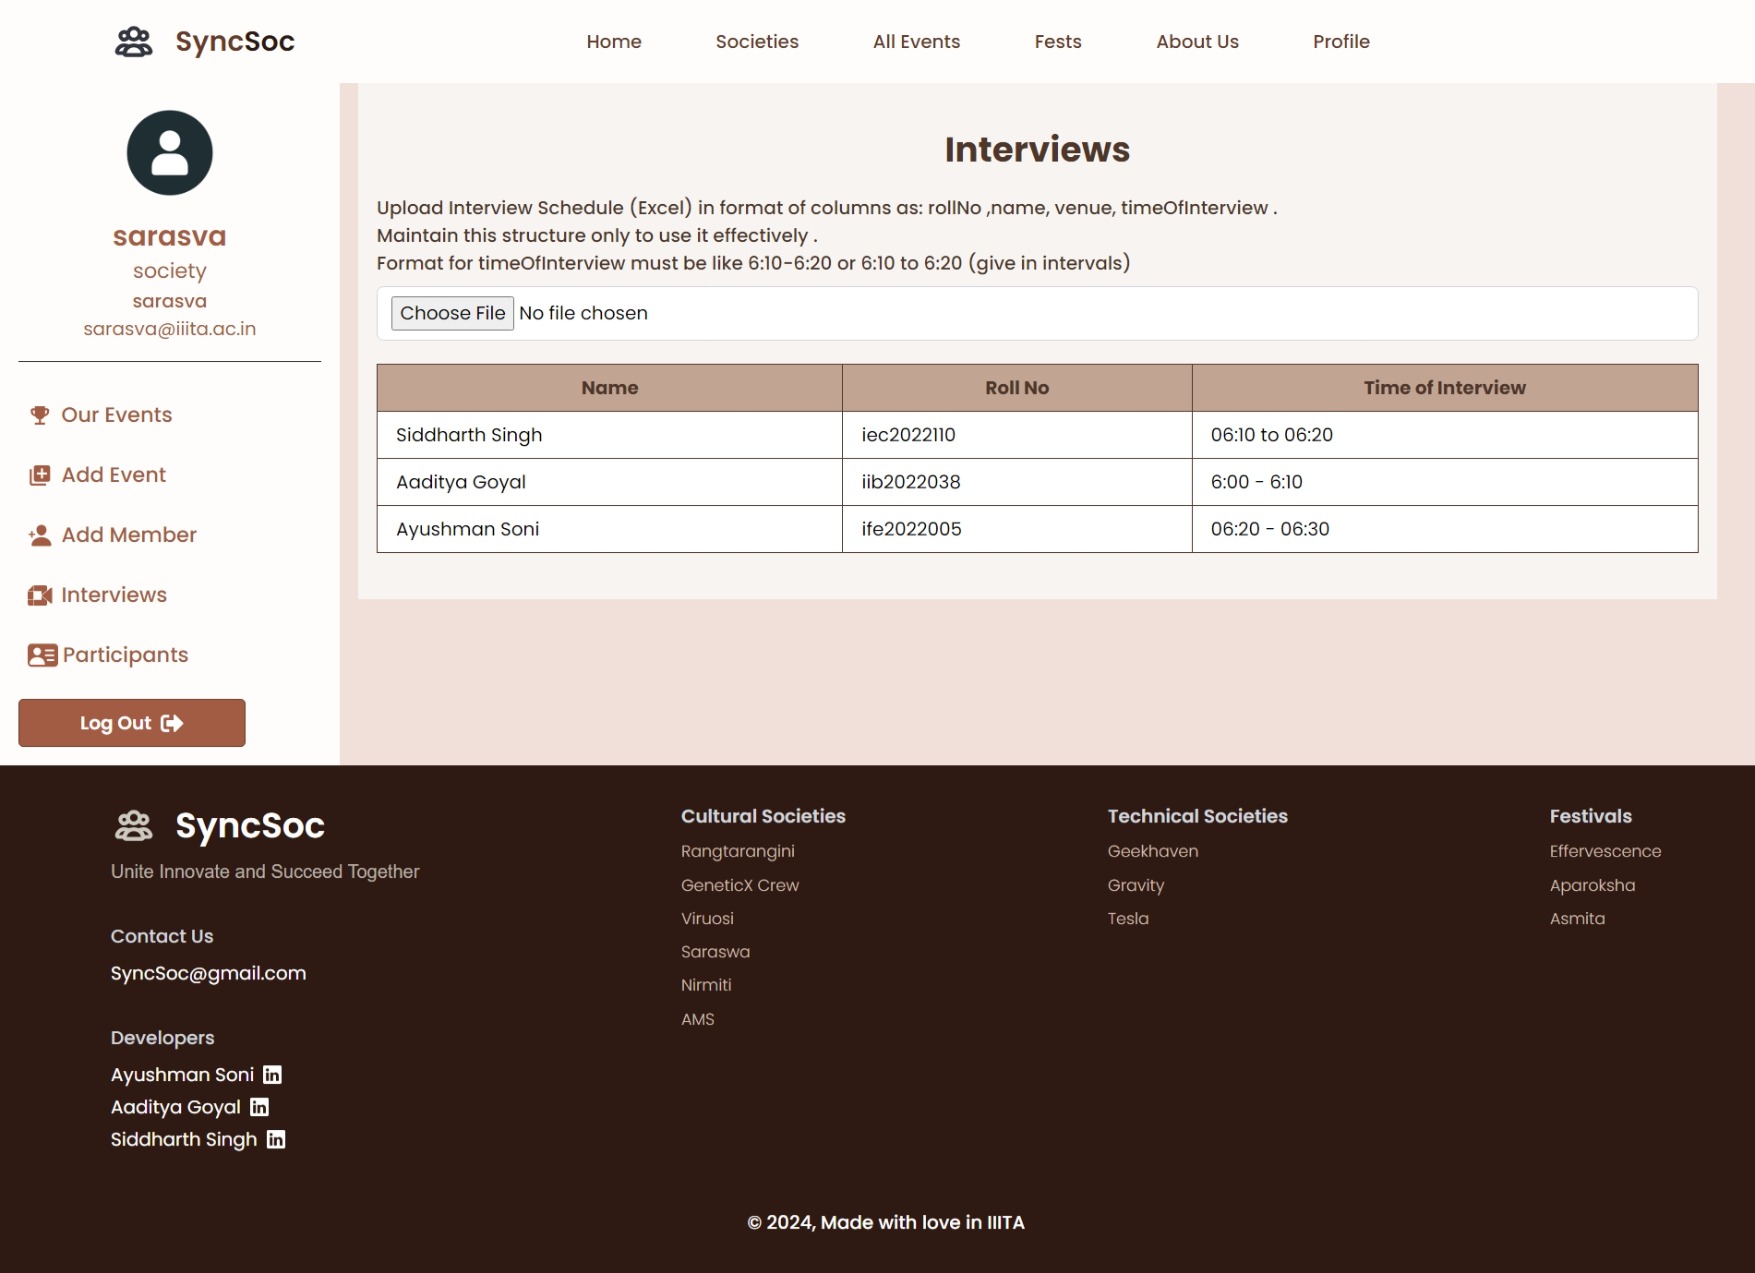 SyncSoc
Home
Societies
All Events
Fests
About Us
Profile
sarasva
society
sarasva
sarasva@iiita.ac.in
Our Events
Add Event
Add Member
Interviews
Participants
Log Out
Interviews
Upload Interview Schedule (Excel) in format of columns as: rollNo ,name, venue, timeOfInterview .
Maintain this structure only to use it effectively .
Format for timeOfInterview must be like 6:10-6:20 or 6:10 to 6:20 (give in intervals)
Choose File No file chosen
Name Roll No Time of Interview
Siddharth Singh iec2022110 06:10 to 06:20
Aaditya Goyal iib2022038 6:00 - 6:10
Ayushman Soni ife2022005 06:20 - 06:30
SyncSoc
Unite Innovate and Succeed Together
Contact Us
SyncSoc@gmail.com
Developers
Ayushman Soni in
Aaditya Goyal in
Siddharth Singh in
Cultural Societies
Rangtarangini
GeneticX Crew
Viruosi
Saraswa
Nirmiti
AMS
Technical Societies
Geekhaven
Gravity
Tesla
Festivals
Effervescence
Aparoksha
Asmita
© 2024, Made with love in IIITA